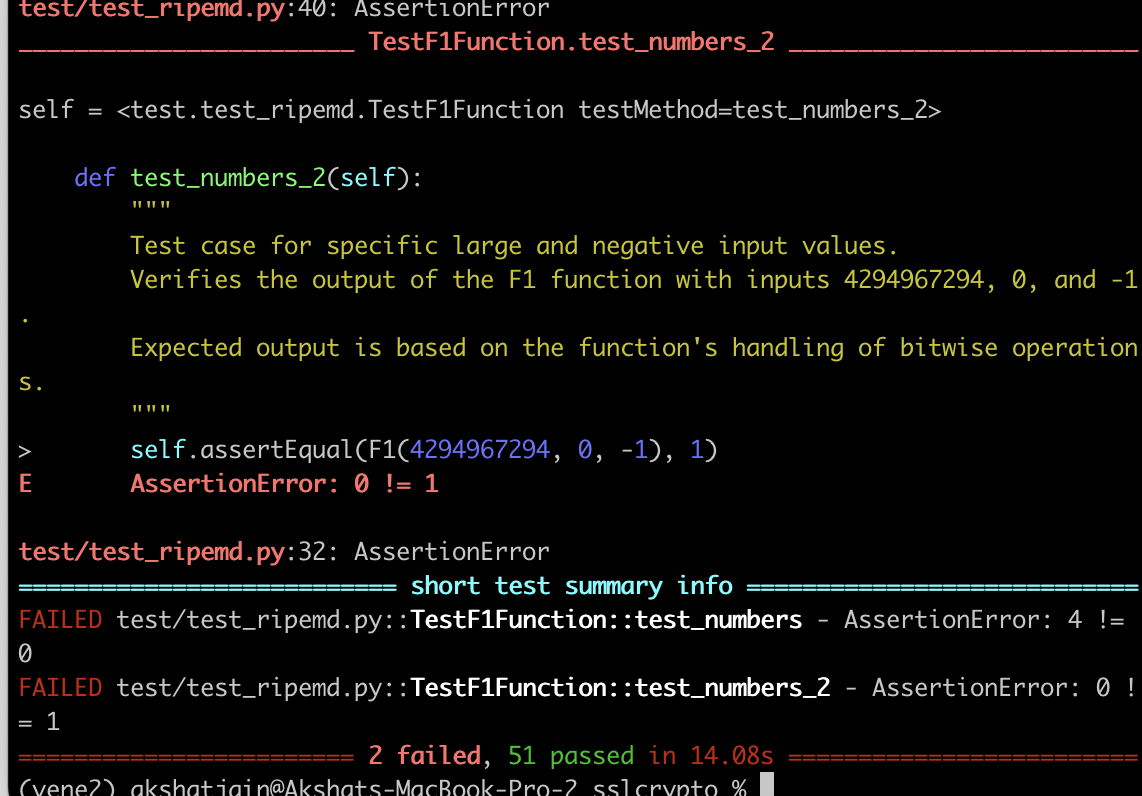 test/test_ripemd.py:40: AssertionError
________________________ TestF1Function.test_numbers_2 _________________________
self = <test.test_ripemd.TestF1Function testMethod=test_numbers_2>
def test_numbers_2(self):
"""
Test case for specific large and negative input values.
Verifies the output of the F1 function with inputs 4294967294, 0, and -1
.
Expected output is based on the function's handling of bitwise operation
s.
"""
> self.assertEqual(F1(4294967294, 0, -1), 1)
E AssertionError: 0 != 1
test/test_ripemd.py:32: AssertionError
=========================== short test summary info ============================
FAILED test/test_ripemd.py::TestF1Function::test_numbers - AssertionError: 4 !=
0
FAILED test/test_ripemd.py::TestF1Function::test_numbers_2 - AssertionError: 0 !
= 1
======================== 2 failed, 51 passed in 14.08s =========================
(vene2) akshatjain@Akshats-MacBook-Pro-2 sslcrypto %